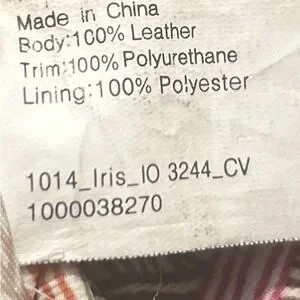 Made in China
Body:100% Leather
Trim:100% Polyurethane
Lining:100% Polyester
1014_Iris_IO 3244_CV
1000038270